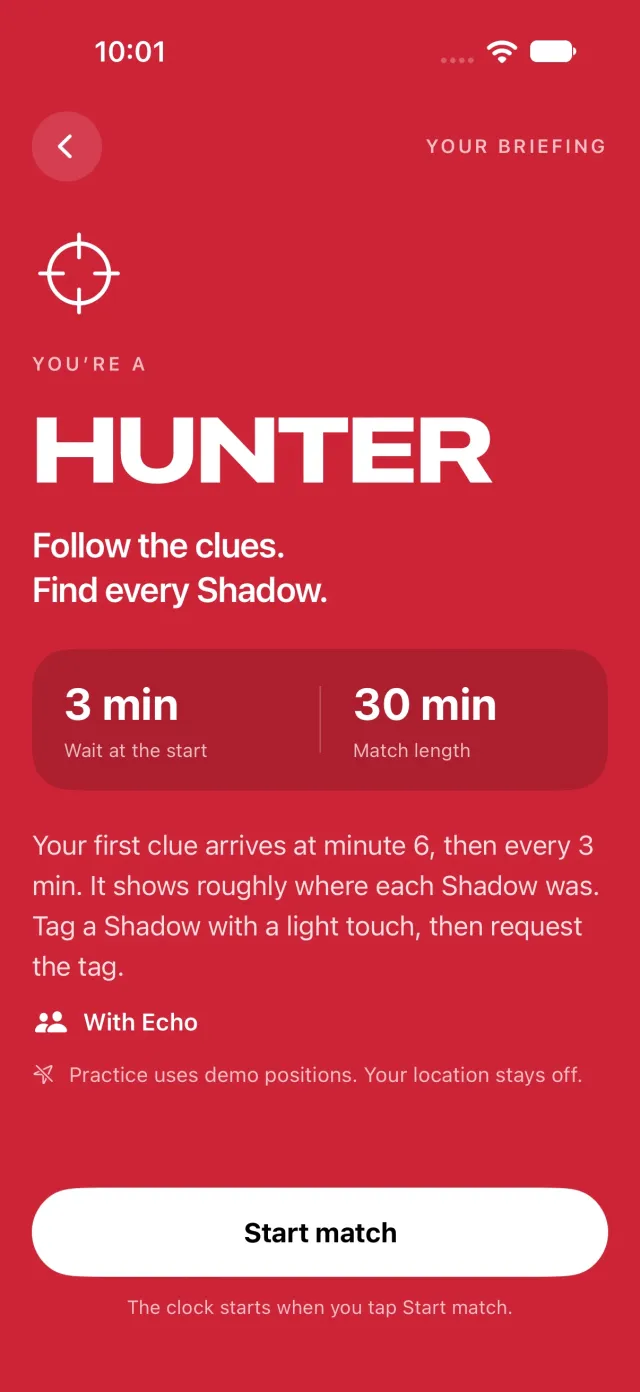 10:01
YOUR BRIEFING
YOU’RE A
HUNTER
Follow the clues.
Find every Shadow.
3 min
30 min
Wait at the start
Match length
Your first clue arrives at minute 6, then every 3
min. It shows roughly where each Shadow was.
Tag a Shadow with a light touch, then request
the tag.
With Echo
Practice uses demo positions. Your location stays off.
Start match
The clock starts when you tap Start match.